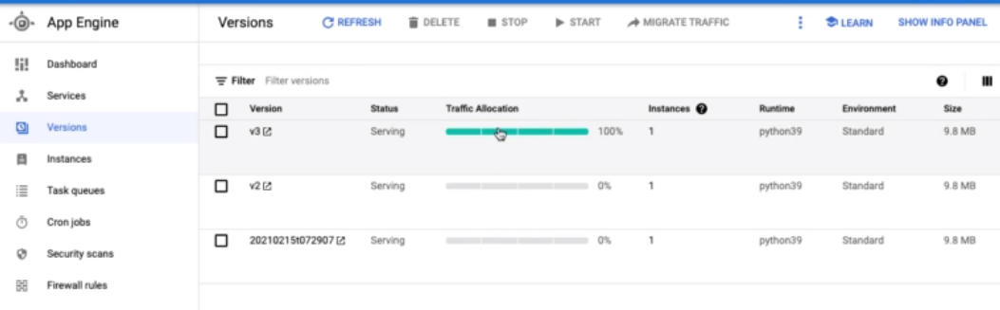 App Engine
Versions REFRESH DELETE STOP START MIGRATE TRAFFIC LEARN SHOW INFO PANEL
Dashboard
Services
Versions
Instances
Task queues
Cron jobs
Security scans
Firewall rules
Filter Filter versions
Version Status Traffic Allocation Instances Runtime Environment Size
v3 Serving 100% 1 python39 Standard 9.8 MB
v2 Serving 0% 1 python39 Standard 9.8 MB
20210215t072907 Serving 0% 1 python39 Standard 9.8 MB